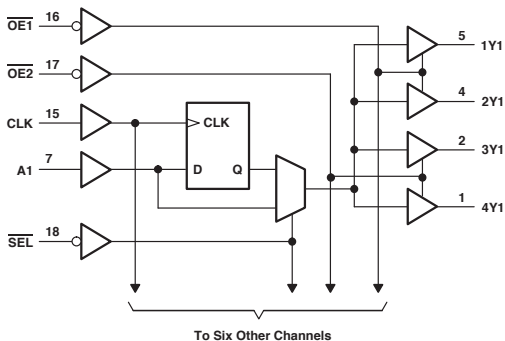 OE1 16
OE2 17
CLK 15
A1 7
SEL 18
CLK
D Q
5 1Y1
4 2Y1
2 3Y1
1 4Y1
To Six Other Channels